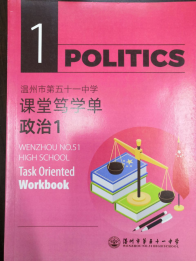 1 POLITICS
温州市第五十一中学
课堂笃学单
政治1
WENZHOU NO.51
HIGH SCHOOL
Task Oriented
Workbook
温州市第五十一中学